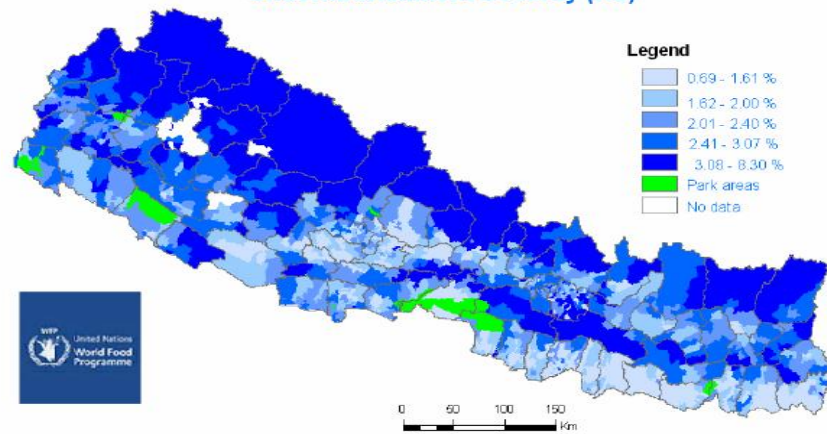 Legend
0.69 - 1.61 %
1.62 - 2.00 %
2.01 - 2.40 %
2.41 - 3.07 %
3.08 - 8.30 %
Park areas
No data
WFP
United Nations
World Food
Programme
0 50 100 150
Km